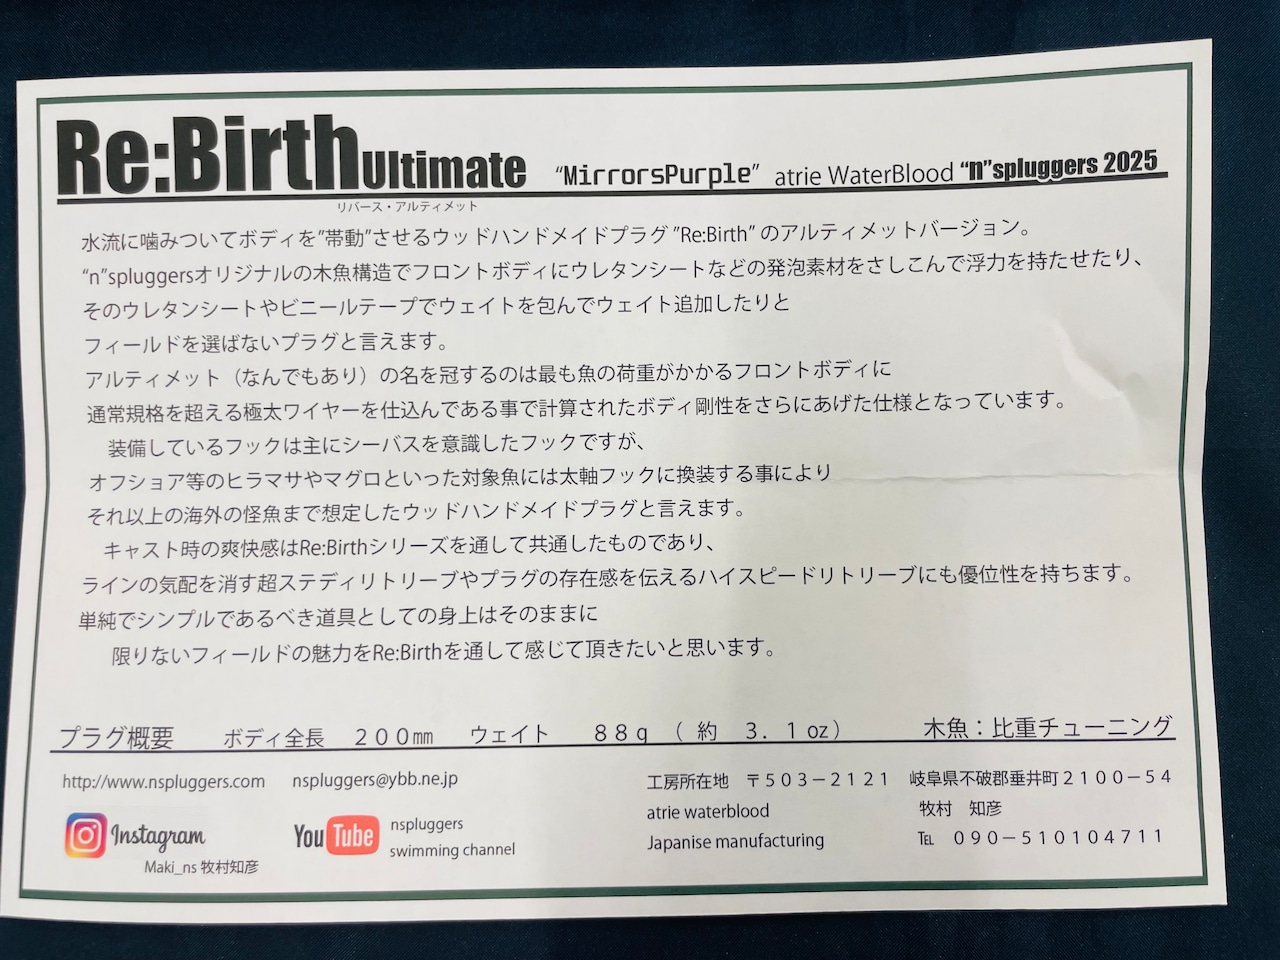 Re:Birth Ultimate "MirrorsPurple" atrie WaterBlood "n"spluggers 2025
リバース・アルティメット
水流に噛みついてボディを"帯動"させるウッドハンドメイドプラグ"Re:Birth"のアルティメットバージョン。
"n"spluggersオリジナルの木魚構造でフロントボディにウレタンシートなどの発泡素材をさしこんで浮力を持たせたり、
そのウレタンシートやビニールテープでウェイトを包んでウェイト追加したりと
フィールドを選ばないプラグと言えます。
アルティメット（なんでもあり）の名を冠するのは最も魚の荷重がかかるフロントボディに
通常規格を超える極太ワイヤーを仕込んである事で計算されたボディ剛性をさらにあげた仕様となっています。
装備しているフックは主にシーバスを意識したフックですが、
オフショア等のヒラマサやマグロといった対象魚には太軸フックに換装する事により
それ以上の海外の怪魚まで想定したウッドハンドメイドプラグと言えます。
キャスト時の爽快感はRe:Birthシリーズを通して共通したものであり、
ラインの気配を消す超ステディリトリーブやプラグの存在感を伝えるハイスピードリトリーブにも優位性を持ちます。
単純でシンプルであるべき道具としての身上はそのままに
限りないフィールドの魅力をRe:Birthを通して感じて頂きたいと思います。
プラグ概要 ボディ全長 ２００㎜ ウェイト ８８ｇ（約 ３．１oz） 木魚：比重チューニング
http://www.nspluggers.com nspluggers@ybb.ne.jp 工房所在地 〒５０３－２１２１ 岐阜県不破郡垂井町２１００－５４
atrie waterblood 牧村 知彦
Japanise manufacturing ℡ ０９０－５１０１０４７１１
Instagram YouTube nspluggers
swimming channel
Maki_ns 牧村知彦